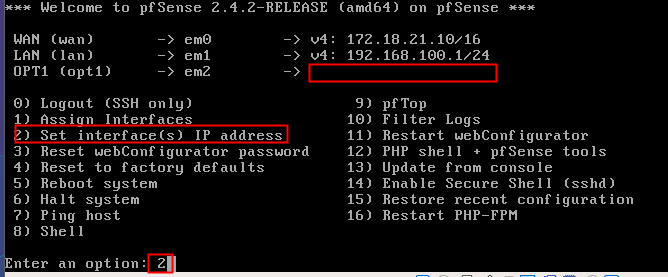 *** Welcome to pfSense 2.4.2-RELEASE (amd64) on pfSense ***
WAN (wan) -> em0 -> v4: 172.18.21.10/16
LAN (lan) -> em1 -> v4: 192.168.100.1/24
OPT1 (opt1) -> em2 ->
0) Logout (SSH only) 9) pfTop
1) Assign Interfaces 10) Filter Logs
2) Set interface(s) IP address 11) Restart webConfigurator
3) Reset webConfigurator password 12) PHP shell + pfSense tools
4) Reset to factory defaults 13) Update from console
5) Reboot system 14) Enable Secure Shell (sshd)
6) Halt system 15) Restore recent configuration
7) Ping host 16) Restart PHP-FPM
8) Shell
Enter an option: 2